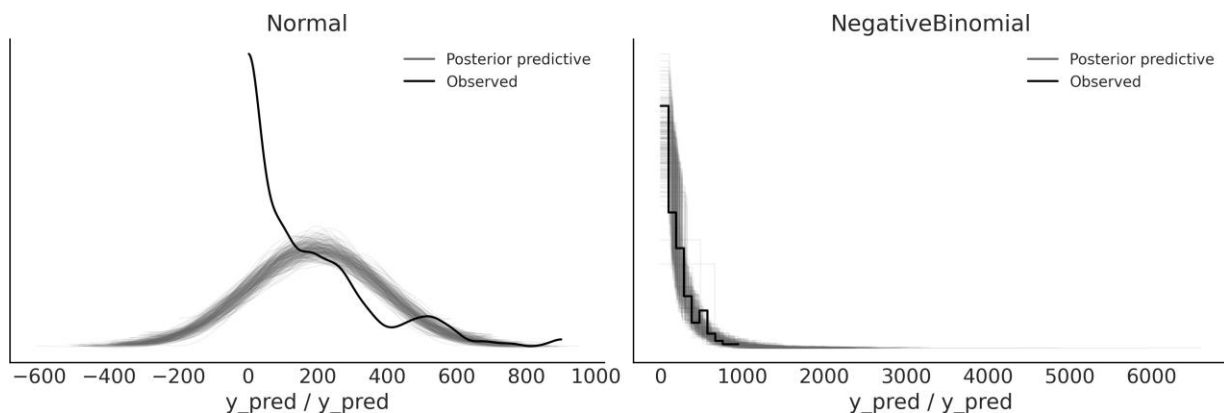 Normal
Posterior predictive
Observed
−600 −400 −200 0 200 400 600 800 1000
y_pred / y_pred
NegativeBinomial
Posterior predictive
Observed
0 1000 2000 3000 4000 5000 6000
y_pred / y_pred